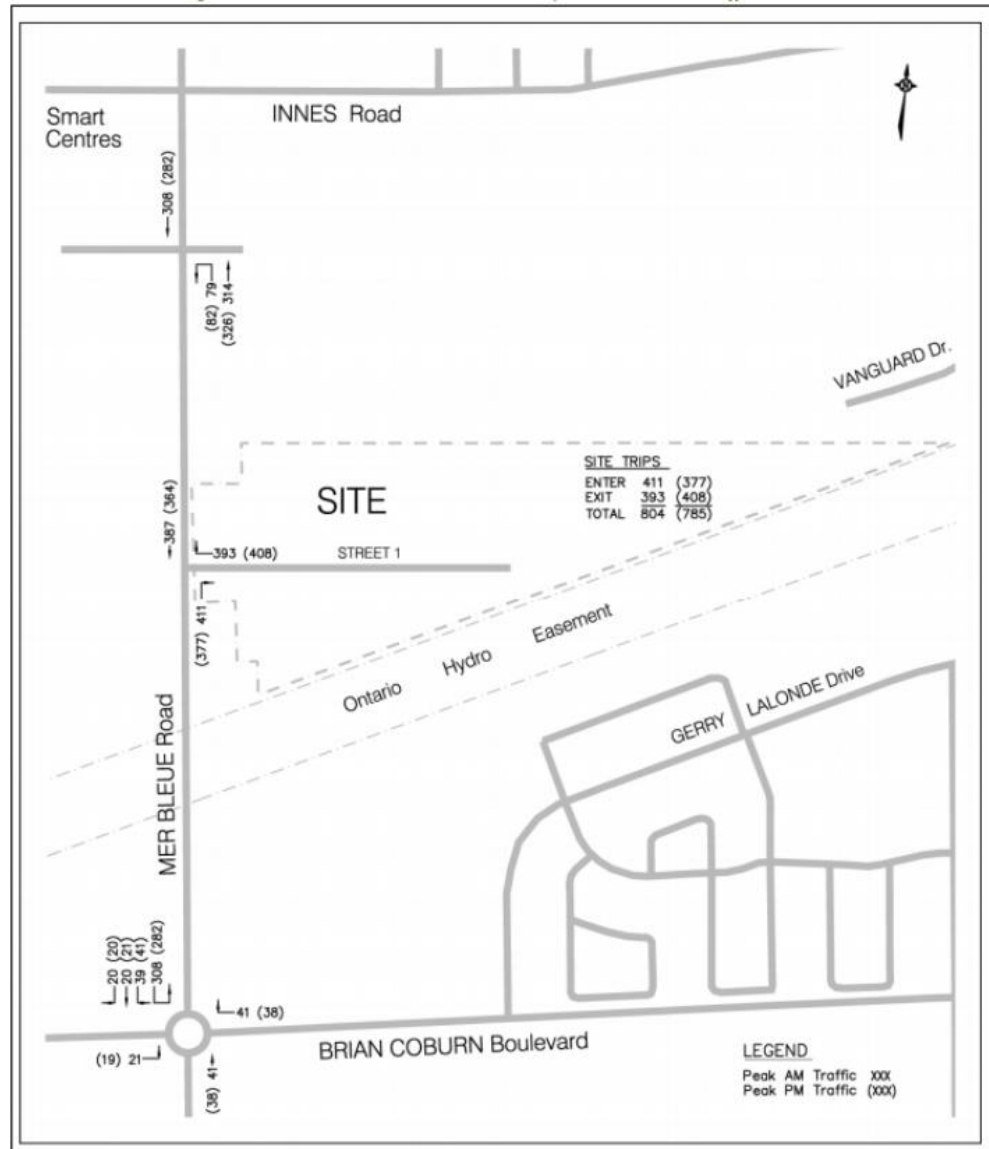 INNES Road
Smart
Centres
308 (282)
(82) 79
(326) 314
VANGUARD Dr.
SITE TRIPS
ENTER 411 (377)
EXIT 393 (408)
TOTAL 804 (785)
SITE
387 (364)
393 (408)
STREET 1
(377) 411
Ontario Hydro Easement
GERRY LALONDE Drive
MER BLEUE Road
20 (20)
20 (21)
39 (41)
308 (282)
41 (38)
(19) 21
(38) 41
BRIAN COBURN Boulevard
LEGEND
Peak AM Traffic XXX
Peak PM Traffic (XXX)